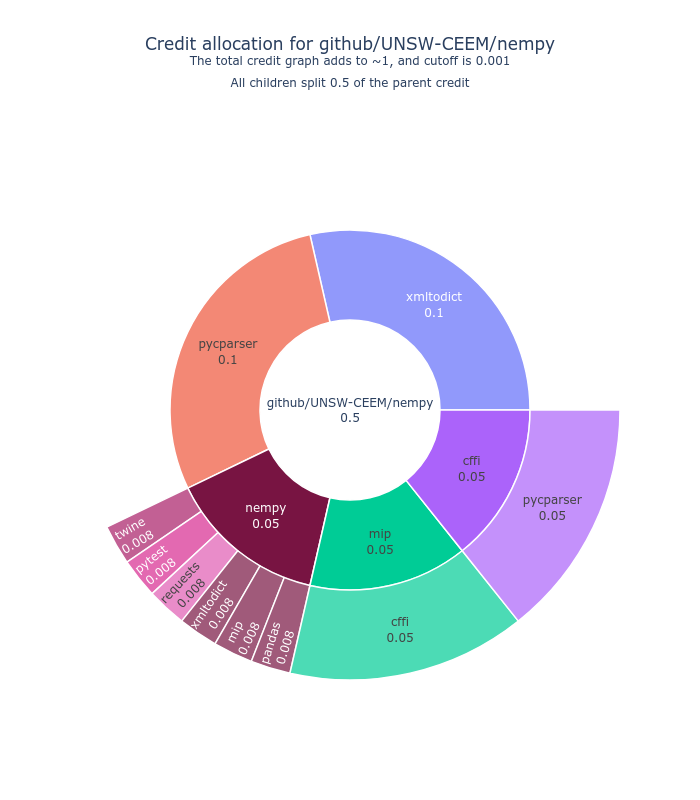 Credit allocation for github/UNSW-CEEM/nempy
The total credit graph adds to ~1, and cutoff is 0.001
All children split 0.5 of the parent credit
xmltodict
0.1
pycparser
0.1
github/UNSW-CEEM/nempy
0.5
cffi
0.05
pycparser
0.05
nempy
0.05
mip
0.05
twine
0.008
pytest
0.008
requests
0.008
xmltodict
0.008
mip
0.008
pandas
0.008
cffi
0.05